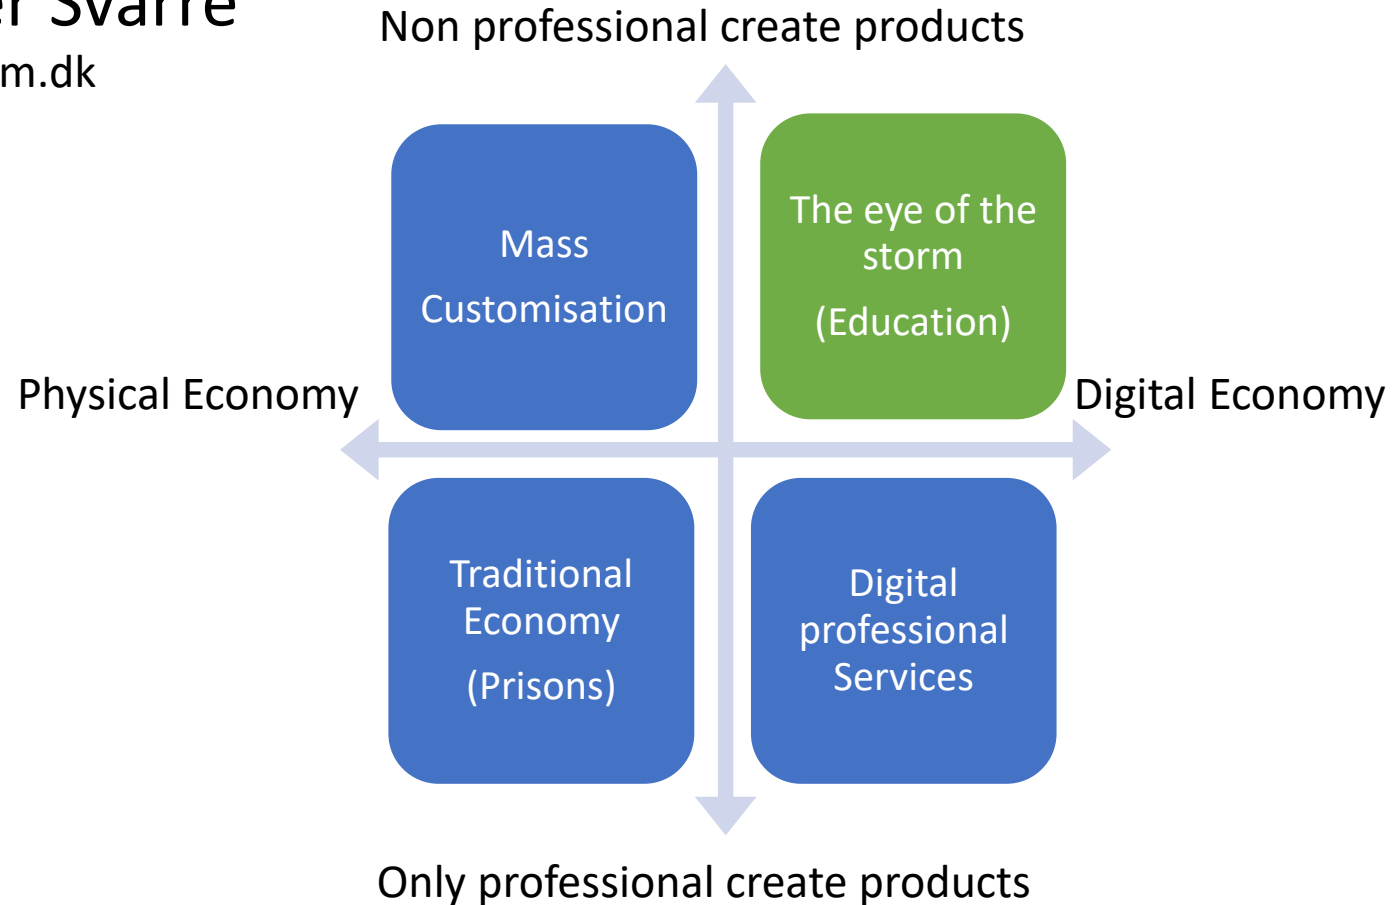 Svarre
Non professional create products
m.dk
Mass
Customisation
The eye of the
storm
(Education)
Physical Economy
Digital Economy
Traditional
Economy
(Prisons)
Digital
professional
Services
Only professional create products